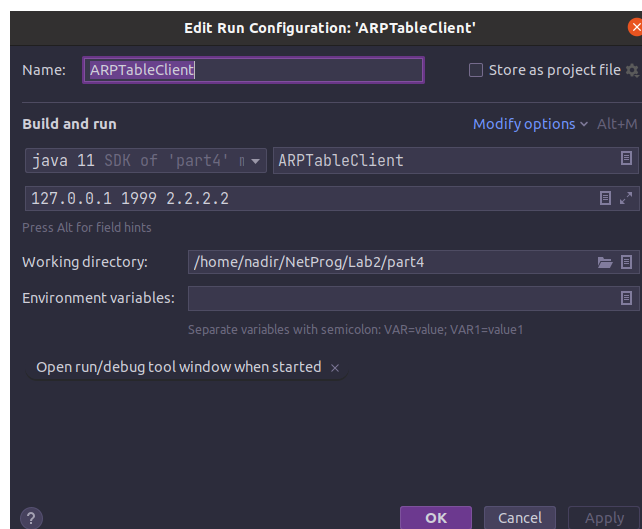 Edit Run Configuration: 'ARPTableClient'
Name: ARPTableClient Store as project file
Build and run Modify options Alt+M
java 11 SDK of 'part4' ARPTableClient
127.0.0.1 1999 2.2.2.2
Press Alt for field hints
Working directory: /home/nadir/NetProg/Lab2/part4
Environment variables:
Separate variables with semicolon: VAR=value; VAR1=value1
Open run/debug tool window when started ×
? OK Cancel Apply